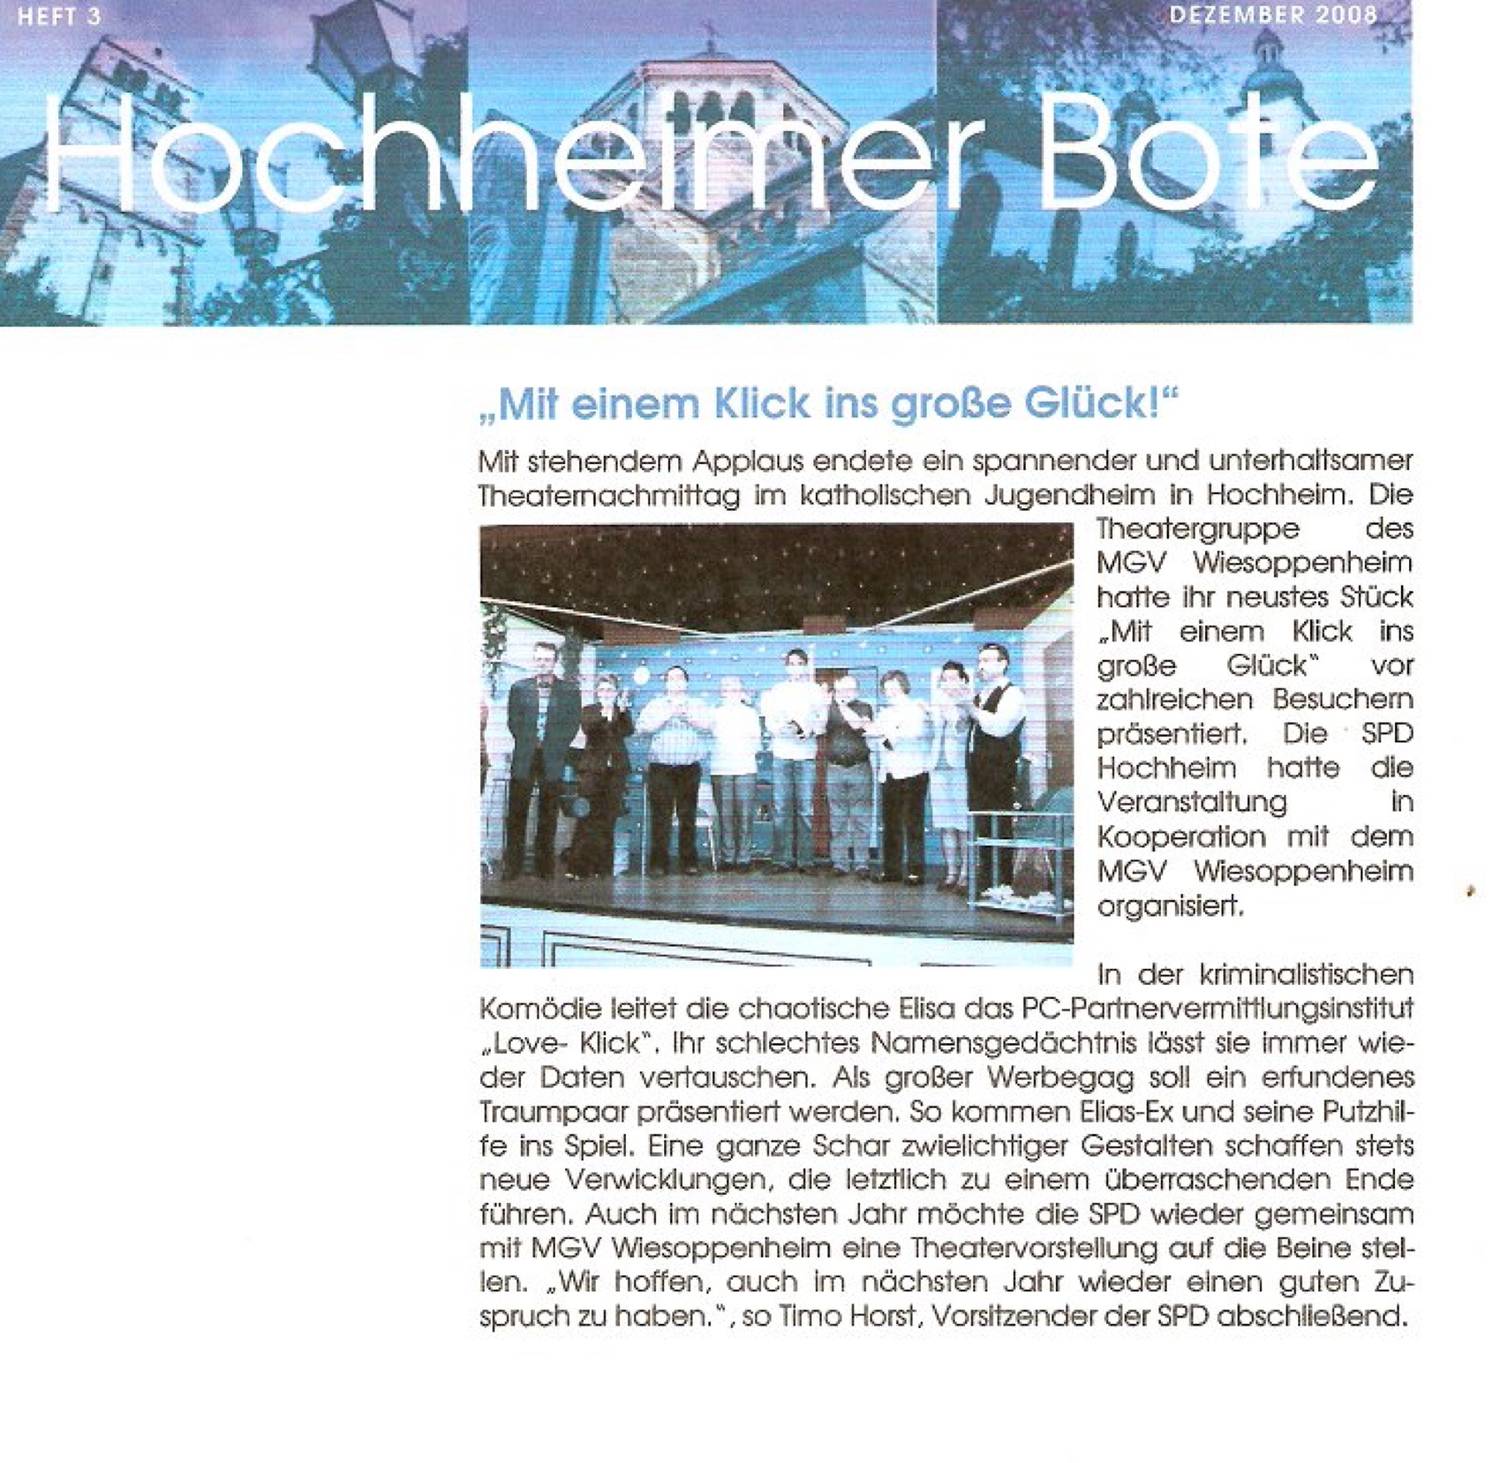 HEFT 3
DEZEMBER 2008
Hochheimer Bote
„Mit einem Klick ins große Glück!“
Mit stehendem Applaus endete ein spannender und unterhaltsamer
Theaternachmittag im katholischen Jugendheim in Hochheim. Die
Theatergruppe des
MGV Wiesoppenheim
hatte ihr neustes Stück
„Mit einem Klick ins
große Glück“ vor
zahlreichen Besuchern
präsentiert. Die SPD
Hochheim hatte die
Veranstaltung in
Kooperation mit dem
MGV Wiesoppenheim
organisiert.
In der kriminalistischen
Komödie leitet die chaotische Elisa das PC-Partnervermittlungsinstitut
„Love- Klick“. Ihr schlechtes Namensgedächtnis lässt sie immer wie-
der Daten vertauschen. Als großer Werbegag soll ein erfundenes
Traumpaar präsentiert werden. So kommen Elias-Ex und seine Putzhil-
fe ins Spiel. Eine ganze Schar zwielichtiger Gestalten schaffen stets
neue Verwicklungen, die letztlich zu einem überraschenden Ende
führen. Auch im nächsten Jahr möchte die SPD wieder gemeinsam
mit MGV Wiesoppenheim eine Theatervorstellung auf die Beine stel-
len. „Wir hoffen, auch im nächsten Jahr wieder einen guten Zu-
spruch zu haben.“, so Timo Horst, Vorsitzender der SPD abschließend.